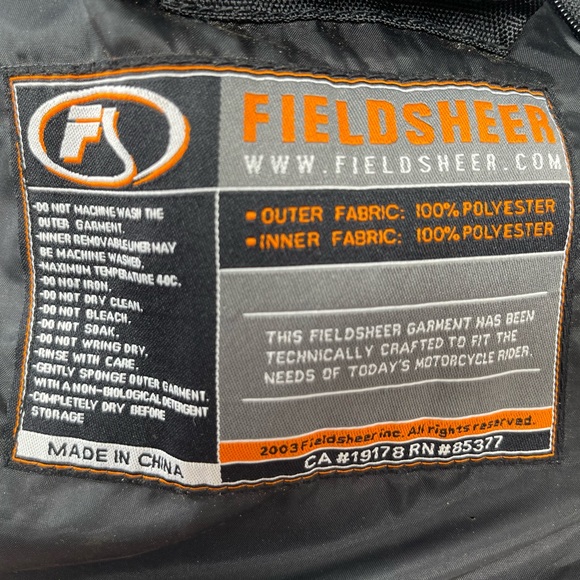 FIELDSHEER
WWW.FIELDSHEER.COM
-DO NOT MACHINE WASH THE
OUTER GARMENT.
-INNER REMOVABLE LINER MAY
BE MACHINE WASHED.
-MAXIMUM TEMPERATURE 40C.
-DO NOT IRON.
-DO NOT DRY CLEAN.
-DO NOT BLEACH.
-DO NOT SOAK.
-DO NOT WRING DRY.
-RINSE WITH CARE.
-GENTLY SPONGE OUTER GARMENT.
WITH A NON-BIOLOGICAL DETERGENT
-COMPLETELY DRY BEFORE
STORAGE
MADE IN CHINA
OUTER FABRIC: 100% POLYESTER
INNER FABRIC: 100% POLYESTER
THIS FIELDSHEER GARMENT HAS BEEN
TECHNICALLY CRAFTED TO FIT THE
NEEDS OF TODAY'S MOTORCYCLE RIDER.
2003 Fieldsheer inc. All rights reserved.
CA #19178 RN #85377